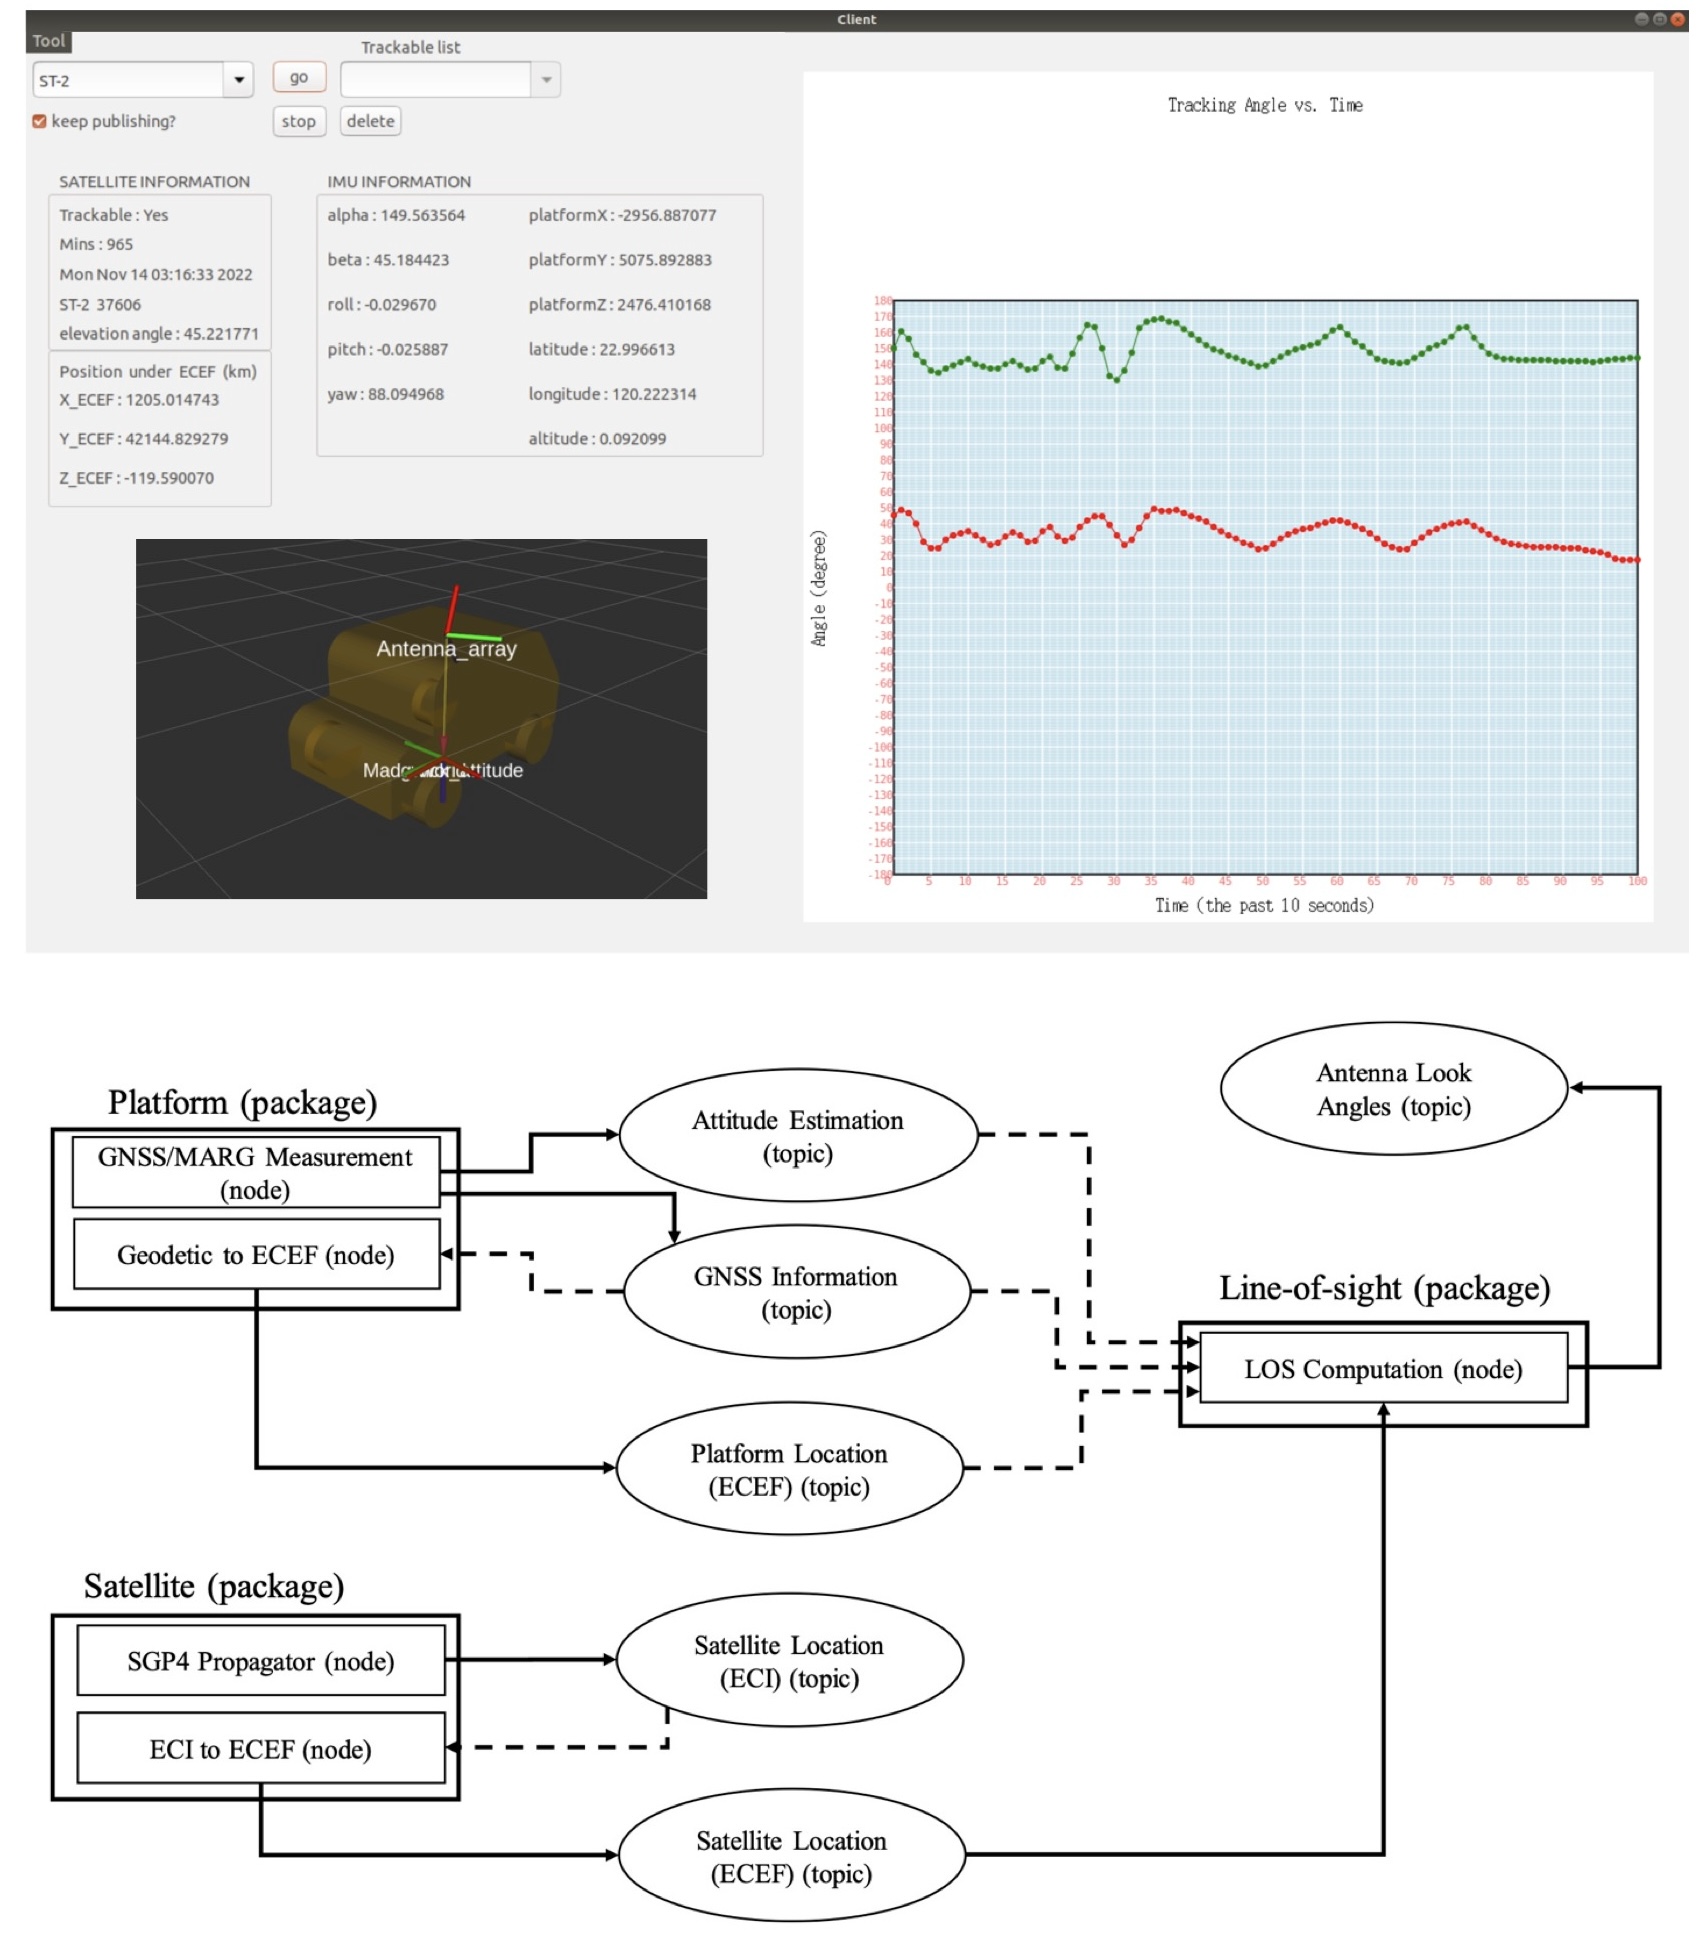 Client
Tool
Trackable list
ST-2
go
keep publishing?
stop
delete
SATELLITE INFORMATION
Trackable : Yes
Mins : 965
Mon Nov 14 03:16:33 2022
ST-2 37606
elevation angle : 45.221771
Position under ECEF (km)
X_ECEF : 1205.014743
Y_ECEF : 42144.829279
Z_ECEF : -119.590070
IMU INFORMATION
alpha : 149.563564
beta : 45.184423
roll : -0.029670
pitch : -0.025887
yaw : 88.094968
platformX : -2956.887077
platformY : 5075.892883
platformZ : 2476.410168
latitude : 22.996613
longitude : 120.222314
altitude : 0.092099
Antenna_array
Tracking Angle vs. Time
Angle (degree)
180
170
160
150
140
130
120
110
100
90
80
70
60
50
40
30
20
10
0
-10
-20
-30
-40
-50
-60
-70
-80
-90
-100
-110
-120
-130
-140
-150
-160
-170
-180
0 5 10 15 20 25 30 35 40 45 50 55 60 65 70 75 80 85 90 95 100
Time (the past 10 seconds)
Platform (package)
GNSS/MARG Measurement
(node)
Geodetic to ECEF (node)
Attitude Estimation
(topic)
GNSS Information
(topic)
Platform Location
(ECEF) (topic)
Antenna Look
Angles (topic)
Line-of-sight (package)
LOS Computation (node)
Satellite (package)
SGP4 Propagator (node)
ECI to ECEF (node)
Satellite Location
(ECI) (topic)
Satellite Location
(ECEF) (topic)